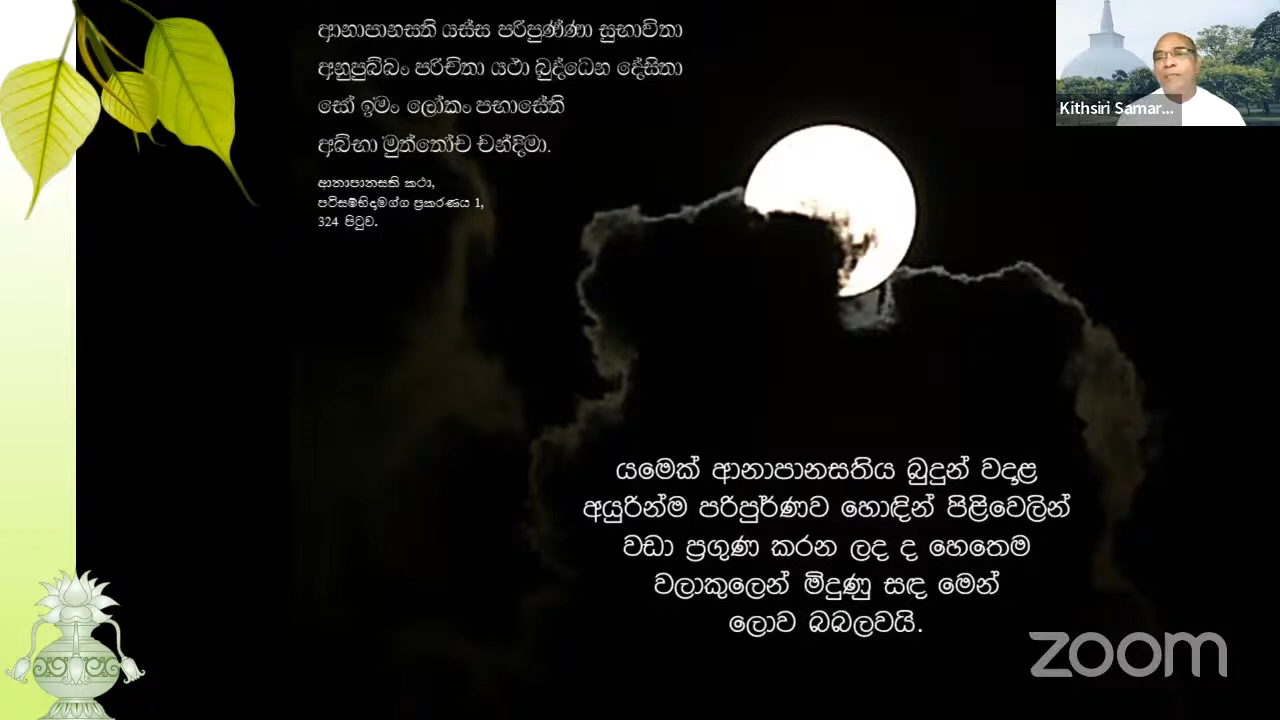 ආනාපානසති යස්ස පරිපුණ්ණා සුභාවිතා
අනුපුබ්බං පරිචිතා යථා බුද්ධෙන දේසිතා
සෝ ඉමං ලෝකං පභාසේති
අබ්භා මුත්තෝව චන්දිමා.
ආනාපානසති කථා,
පටිසම්භිදාමග්ග ප්‍රකරණය 1,
324 පිටුව.
Kithsiri Samar...
යමෙක් ආනාපානසතිය බුදුන් වදාළ
අයුරින්ම පරිපූර්ණව හොඳින් පිළිවෙලින්
වඩා ප්‍රගුණ කරන ලද ද හෙතෙම
වලාකුලෙන් මිදුණු සඳ මෙන්
ලොව බබලවයි.
zoom